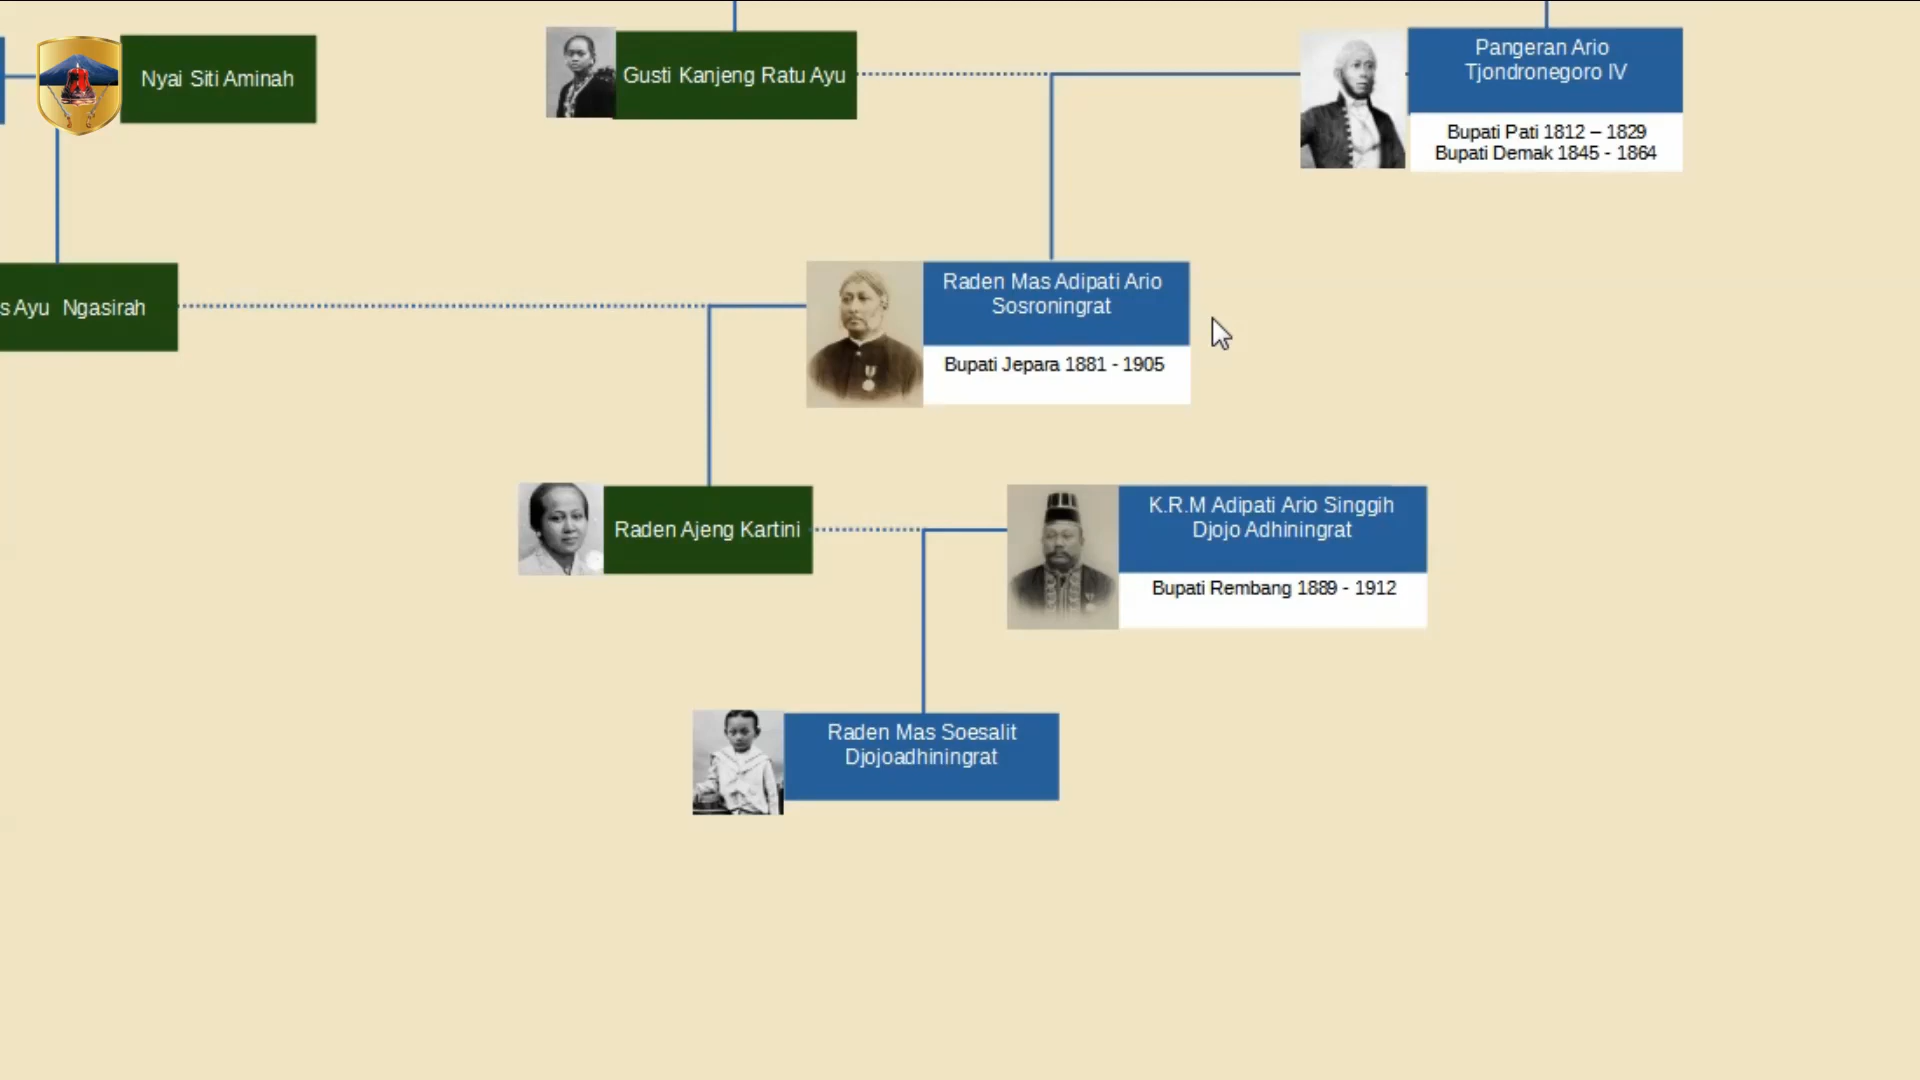 Nyai Siti Aminah
Gusti Kanjeng Ratu Ayu
Pangeran Ario
Tjondronegoro IV
Bupati Pati 1812 – 1829
Bupati Demak 1845 - 1864
s Ayu Ngasirah
Raden Mas Adipati Ario
Sosroningrat
Bupati Jepara 1881 - 1905
Raden Ajeng Kartini
K.R.M Adipati Ario Singgih
Djojo Adhiningrat
Bupati Rembang 1889 - 1912
Raden Mas Soesalit
Djojoadhiningrat